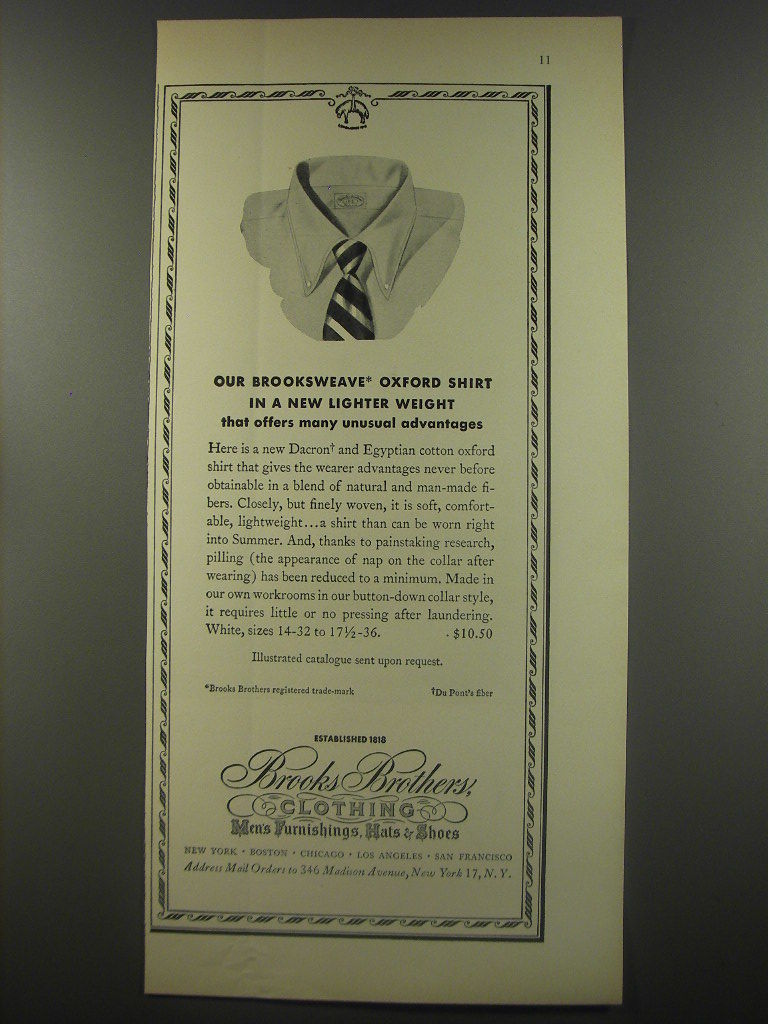 11
OUR BROOKSWEAVE* OXFORD SHIRT
IN A NEW LIGHTER WEIGHT
that offers many unusual advantages
Here is a new Dacron† and Egyptian cotton oxford
shirt that gives the wearer advantages never before
obtainable in a blend of natural and man-made fi-
bers. Closely, but finely woven, it is soft, comfort-
able, lightweight...a shirt than can be worn right
into Summer. And, thanks to painstaking research,
pilling (the appearance of nap on the collar after
wearing) has been reduced to a minimum. Made in
our own workrooms in our button-down collar style,
it requires little or no pressing after laundering.
White, sizes 14-32 to 17½-36. · $10.50
Illustrated catalogue sent upon request.
*Brooks Brothers registered trade-mark †Du Pont's fiber
ESTABLISHED 1818
Brooks Brothers,
CLOTHING
Men's Furnishings, Hats & Shoes
NEW YORK · BOSTON · CHICAGO · LOS ANGELES · SAN FRANCISCO
Address Mail Orders to 346 Madison Avenue, New York 17, N. Y.